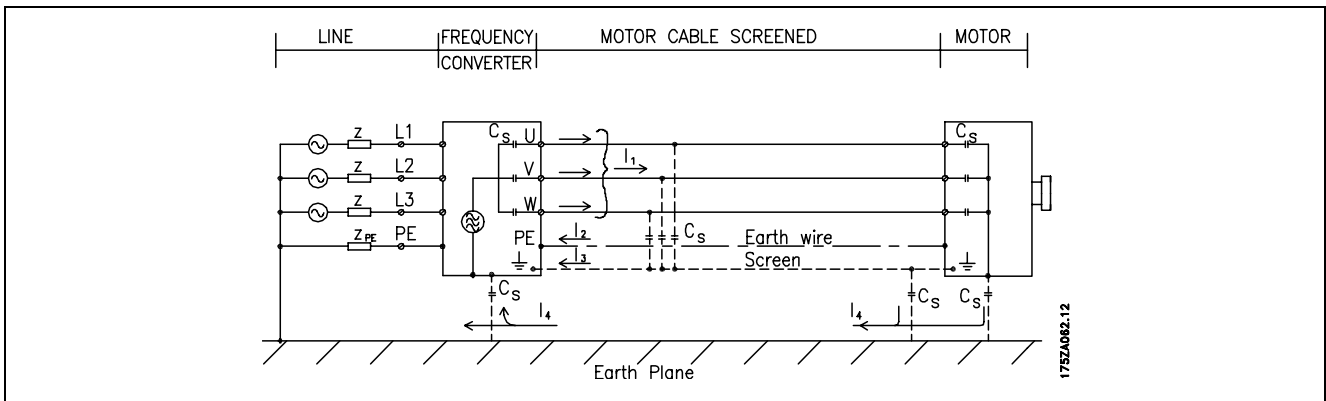 LINE FREQUENCY CONVERTER MOTOR CABLE SCREENED MOTOR
Z L1 Cs U I1 Cs
Z L2 V
Z L3 W
ZPE PE PE I2 Cs Earth wire
I3 Screen
Cs I4 I4 Cs Cs
Earth Plane
175ZA062.12